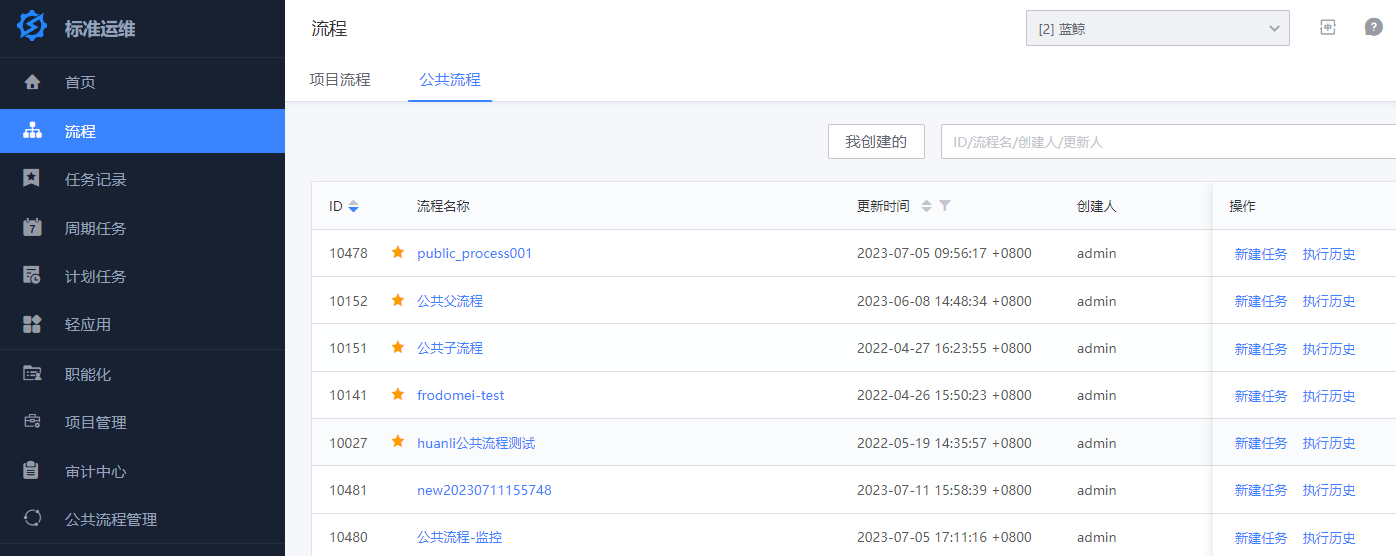 标准运维
首页
流程
任务记录
周期任务
计划任务
轻应用
职能化
项目管理
审计中心
公共流程管理
流程
[2] 蓝鲸
项目流程 公共流程
我创建的 ID/流程名/创建人/更新人
ID 流程名称 更新时间 创建人 操作
10478 public_process001 2023-07-05 09:56:17 +0800 admin 新建任务 执行历史
10152 公共父流程 2023-06-08 14:48:34 +0800 admin 新建任务 执行历史
10151 公共子流程 2022-04-27 16:23:55 +0800 admin 新建任务 执行历史
10141 frodomei-test 2022-04-26 15:50:23 +0800 admin 新建任务 执行历史
10027 huanli公共流程测试 2022-05-19 14:35:57 +0800 admin 新建任务 执行历史
10481 new20230711155748 2023-07-11 15:58:39 +0800 admin 新建任务 执行历史
10480 公共流程-监控 2023-07-05 17:11:16 +0800 admin 新建任务 执行历史